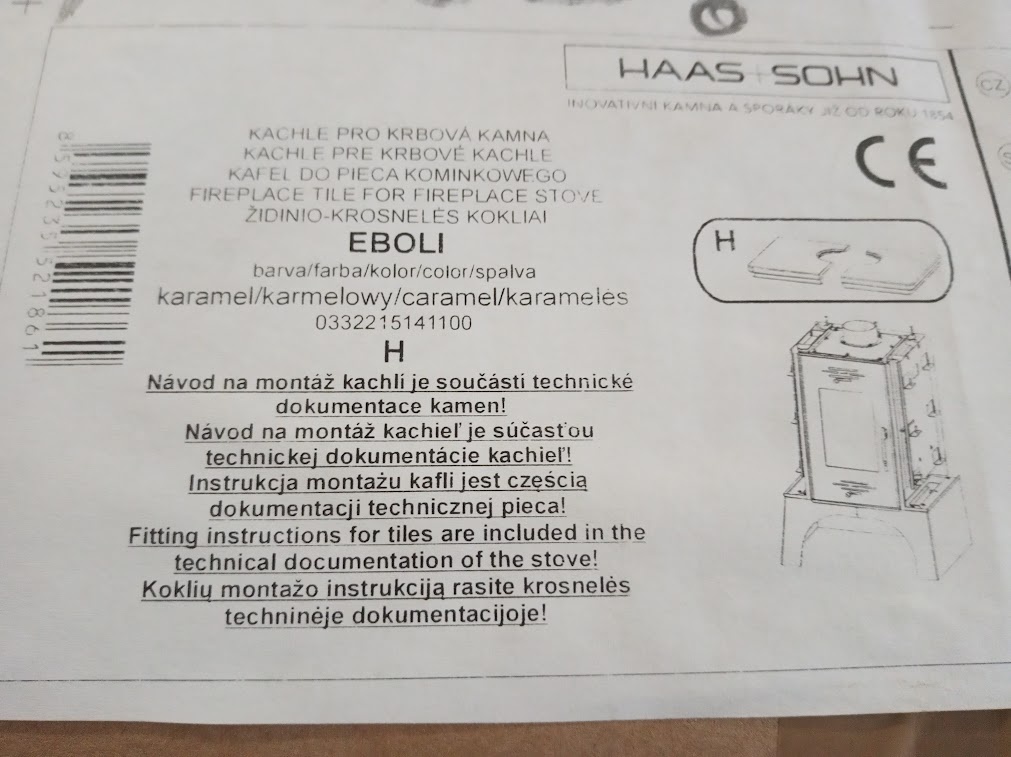 HAAS+SOHN
INOVATIVNÍ KAMNA A SPORÁKY JIŽ OD ROKU 1854
CZ
KACHLE PRO KRBOVÁ KAMNA
KACHLE PRE KRBOVÉ KACHLE
KAFEL DO PIECA KOMINKOWEGO
FIREPLACE TILE FOR FIREPLACE STOVE
ŽIDINIO-KROSNELĖS KOKLIAI
EBOLI
barva/farba/kolor/color/spalva
karamel/karmelowy/caramel/karamelės
0332215141100
H
Návod na montáž kachlí je součásti technické
dokumentace kamen!
Návod na montáž kachieľ je súčasťou
technickej dokumentácie kachieľ!
Instrukcja montażu kafli jest częścią
dokumentacji technicznej pieca!
Fitting instructions for tiles are included in the
technical documentation of the stove!
Koklių montažo instrukciją rasite krosnelės
techninėje dokumentacijoje!
CE
H
8595235521861